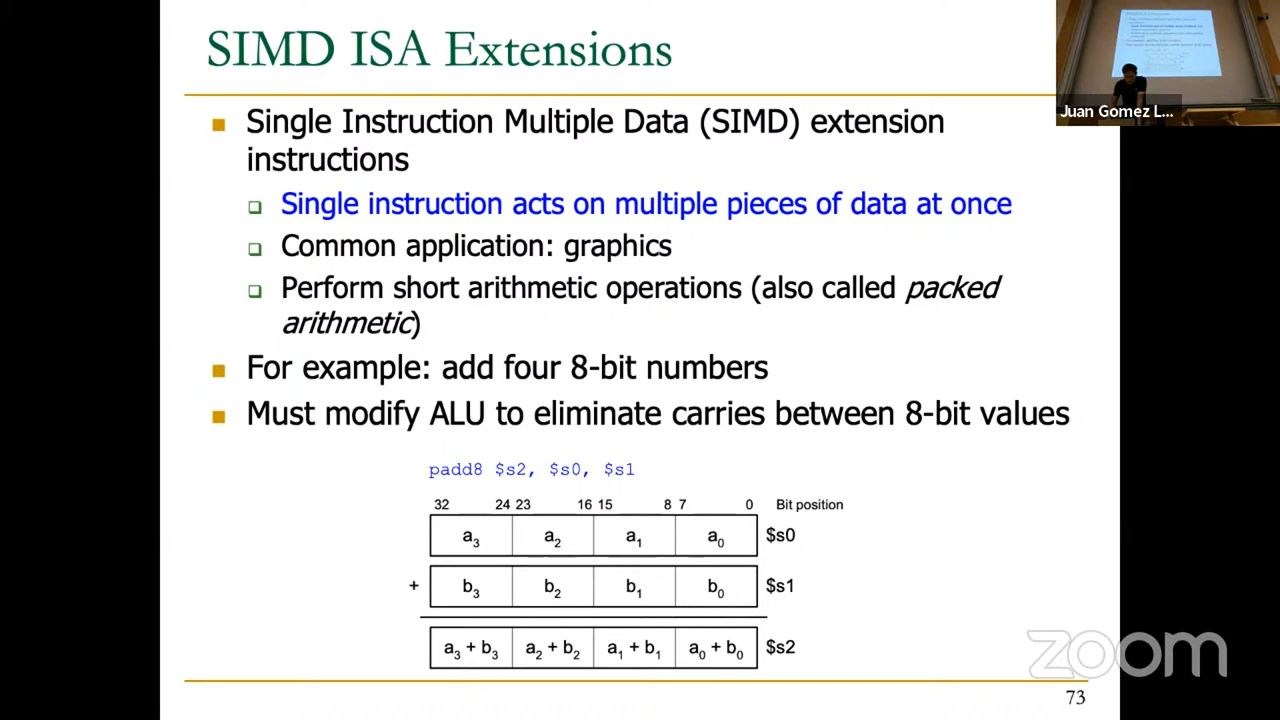 SIMD ISA Extensions
Juan Gomez L...
Single Instruction Multiple Data (SIMD) extension
instructions
Single instruction acts on multiple pieces of data at once
Common application: graphics
Perform short arithmetic operations (also called packed
arithmetic)
For example: add four 8-bit numbers
Must modify ALU to eliminate carries between 8-bit values
padd8 $s2, $s0, $s1
32 24 23 16 15 8 7 0 Bit position
a3 a2 a1 a0 $s0
+ b3 b2 b1 b0 $s1
a3 + b3 a2 + b2 a1 + b1 a0 + b0 $s2
zoom
73